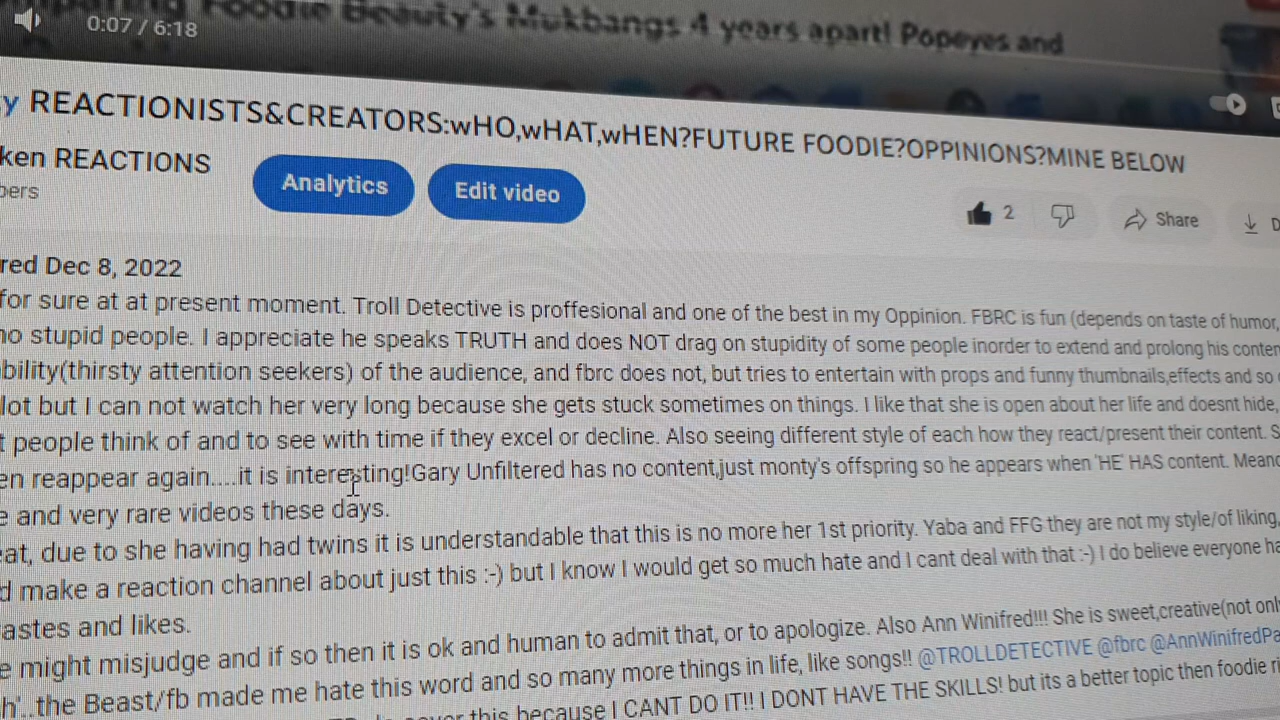 Foodie Beauty's Mukbangs 4 years apart! Popeyes and
0:07 / 6:18
y REACTIONISTS&CREATORS:wHO,wHAT,wHEN?FUTURE FOODIE?OPPINIONS?MINE BELOW
ken REACTIONS
bers
Analytics
Edit video
2
Share
D
red Dec 8, 2022
for sure at at present moment. Troll Detective is proffesional and one of the best in my Oppinion. FBRC is fun (depends on taste of humor,
no stupid people. I appreciate he speaks TRUTH and does NOT drag on stupidity of some people inorder to extend and prolong his conten
bility(thirsty attention seekers) of the audience, and fbrc does not, but tries to entertain with props and funny thumbnails,effects and so
lot but I can not watch her very long because she gets stuck sometimes on things. I like that she is open about her life and doesnt hide,
t people think of and to see with time if they excel or decline. Also seeing different style of each how they react/present their content. S
en reappear again....it is interesting!Gary Unfiltered has no content,just monty's offspring so he appears when 'HE' HAS content. Meand
e and very rare videos these days.
eat, due to she having had twins it is understandable that this is no more her 1st priority. Yaba and FFG they are not my style/of liking,
d make a reaction channel about just this :-) but I know I would get so much hate and I cant deal with that :-) I do believe everyone ha
astes and likes.
e might misjudge and if so then it is ok and human to admit that, or to apologize. Also Ann Winifred!!! She is sweet,creative(not onl
h'..the Beast/fb made me hate this word and so many more things in life, like songs!! @TROLLDETECTIVE @fbrc @AnnWinifredPa
this because I CANT DO IT!! I DONT HAVE THE SKILLS! but its a better topic then foodie ri